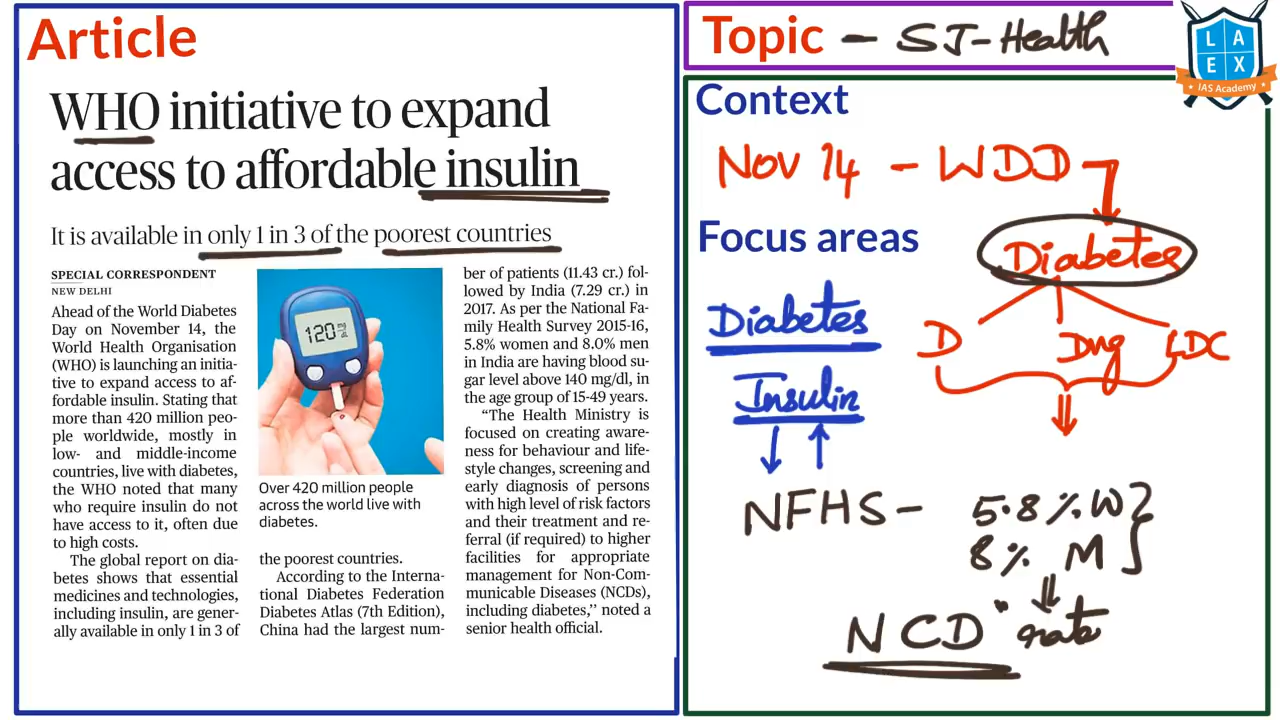 Article
WHO initiative to expand
access to affordable insulin
It is available in only 1 in 3 of the poorest countries
SPECIAL CORRESPONDENT
NEW DELHI
Ahead of the World Diabetes
Day on November 14, the
World Health Organisation
(WHO) is launching an initia-
tive to expand access to af-
fordable insulin. Stating that
more than 420 million peo-
ple worldwide, mostly in
low- and middle-income
countries, live with diabetes,
the WHO noted that many
who require insulin do not
have access to it, often due
to high costs.
The global report on dia-
betes shows that essential
medicines and technologies,
including insulin, are gener-
ally available in only 1 in 3 of
120 mg/dL
Over 420 million people
across the world live with
diabetes.
the poorest countries.
According to the Interna-
tional Diabetes Federation
Diabetes Atlas (7th Edition),
China had the largest num-
ber of patients (11.43 cr.) fol-
lowed by India (7.29 cr.) in
2017. As per the National Fa-
mily Health Survey 2015-16,
5.8% women and 8.0% men
in India are having blood su-
gar level above 140 mg/dl, in
the age group of 15-49 years.
"The Health Ministry is
focused on creating aware-
ness for behaviour and life-
style changes, screening and
early diagnosis of persons
with high level of risk factors
and their treatment and re-
ferral (if required) to higher
facilities for appropriate
management for Non-Com-
municable Diseases (NCDs),
including diabetes," noted a
senior health official.
Topic - SJ-Health
LAEX
IAS Academy
Context
Nov 14 - WDD
Focus areas
Diabetes
Diabetes
D Drug LDC
Insulin
NFHS - 5.8% W
8% M
NCD rate